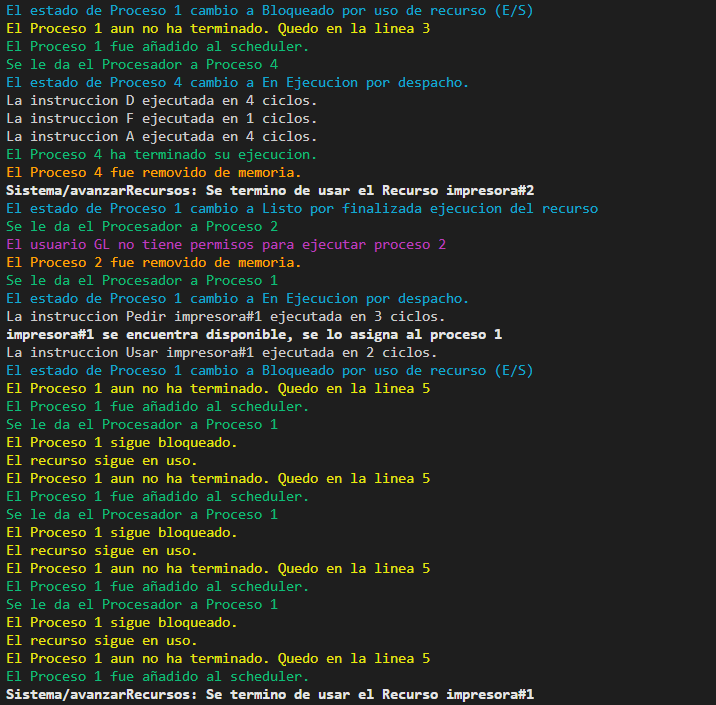 El estado de Proceso 1 cambio a Bloqueado por uso de recurso (E/S)
El Proceso 1 aun no ha terminado. Quedo en la linea 3
El Proceso 1 fue añadido al scheduler.
Se le da el Procesador a Proceso 4
El estado de Proceso 4 cambio a En Ejecucion por despacho.
La instruccion D ejecutada en 4 ciclos.
La instruccion F ejecutada en 1 ciclos.
La instruccion A ejecutada en 4 ciclos.
El Proceso 4 ha terminado su ejecucion.
El Proceso 4 fue removido de memoria.
Sistema/avanzarRecursos: Se termino de usar el Recurso impresora#2
El estado de Proceso 1 cambio a Listo por finalizada ejecucion del recurso
Se le da el Procesador a Proceso 2
El usuario GL no tiene permisos para ejecutar proceso 2
El Proceso 2 fue removido de memoria.
Se le da el Procesador a Proceso 1
El estado de Proceso 1 cambio a En Ejecucion por despacho.
La instruccion Pedir impresora#1 ejecutada en 3 ciclos.
impresora#1 se encuentra disponible, se lo asigna al proceso 1
La instruccion Usar impresora#1 ejecutada en 2 ciclos.
El estado de Proceso 1 cambio a Bloqueado por uso de recurso (E/S)
El Proceso 1 aun no ha terminado. Quedo en la linea 5
El Proceso 1 fue añadido al scheduler.
Se le da el Procesador a Proceso 1
El Proceso 1 sigue bloqueado.
El recurso sigue en uso.
El Proceso 1 aun no ha terminado. Quedo en la linea 5
El Proceso 1 fue añadido al scheduler.
Se le da el Procesador a Proceso 1
El Proceso 1 sigue bloqueado.
El recurso sigue en uso.
El Proceso 1 aun no ha terminado. Quedo en la linea 5
El Proceso 1 fue añadido al scheduler.
Se le da el Procesador a Proceso 1
El Proceso 1 sigue bloqueado.
El recurso sigue en uso.
El Proceso 1 aun no ha terminado. Quedo en la linea 5
El Proceso 1 fue añadido al scheduler.
Sistema/avanzarRecursos: Se termino de usar el Recurso impresora#1